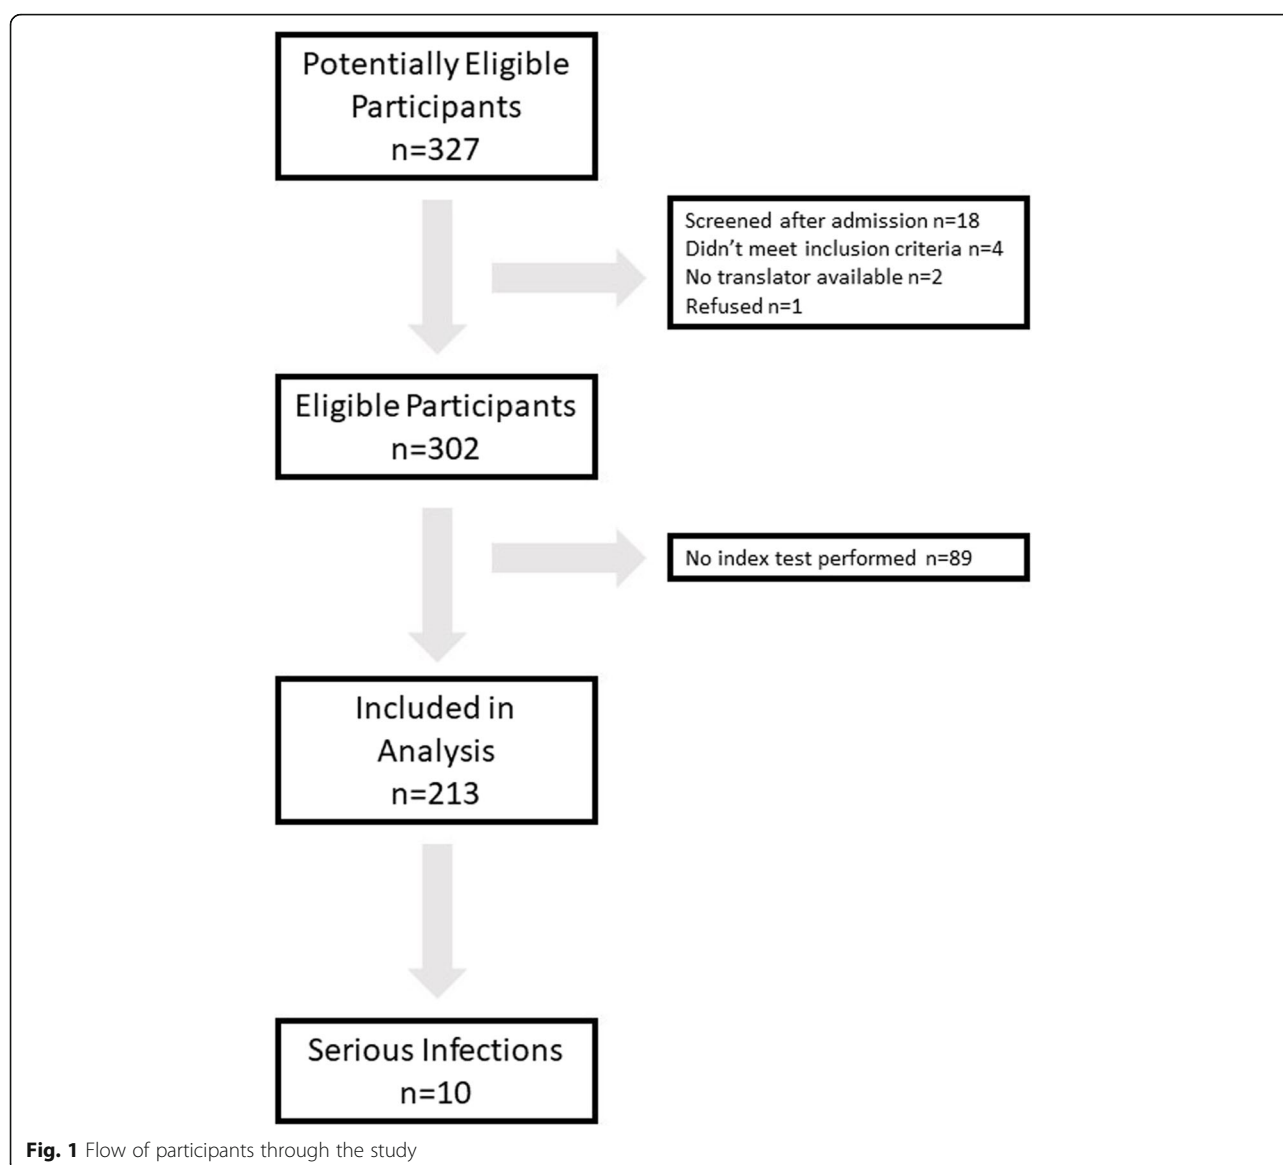 Potentially Eligible
Participants
n=327
Screened after admission n=18
Didn't meet inclusion criteria n=4
No translator available n=2
Refused n=1
Eligible Participants
n=302
No index test performed n=89
Included in
Analysis
n=213
Serious Infections
n=10
Fig. 1 Flow of participants through the study